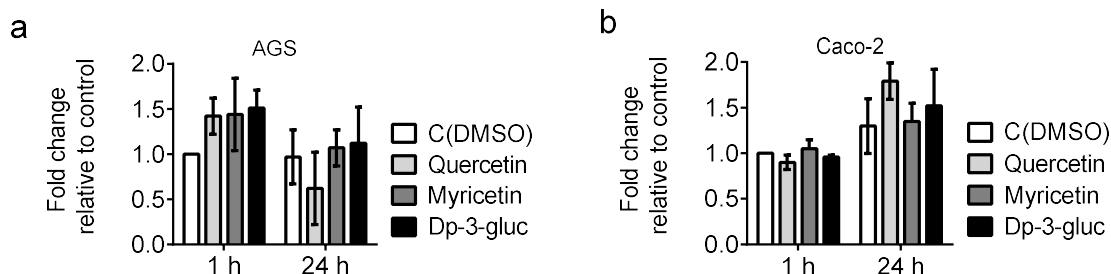 a
AGS
Fold change
relative to control
2.0
1.5
1.0
0.5
0.0
1 h
24 h
C(DMSO)
Quercetin
Myricetin
Dp-3-gluc
b
Caco-2
Fold change
relative to control
2.0
1.5
1.0
0.5
0.0
1 h
24 h
C(DMSO)
Quercetin
Myricetin
Dp-3-gluc